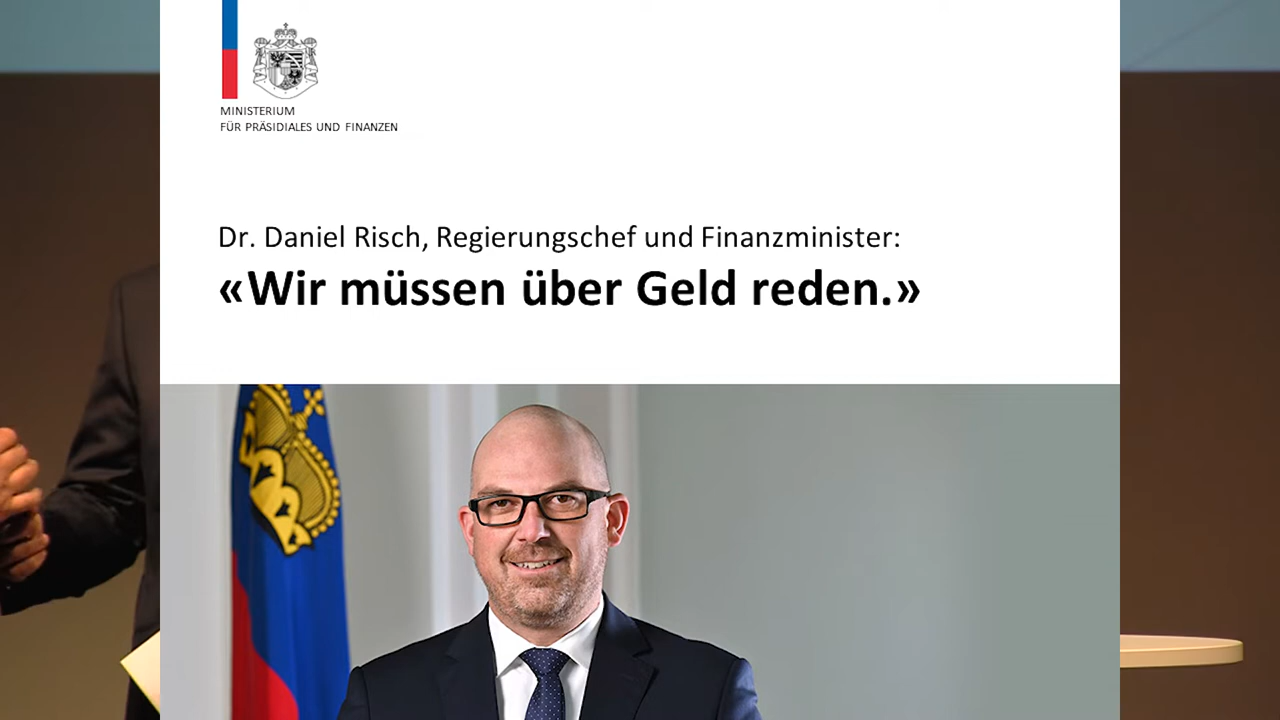 MINISTERIUM
FÜR PRÄSIDIALES UND FINANZEN
Dr. Daniel Risch, Regierungschef und Finanzminister:
«Wir müssen über Geld reden.»